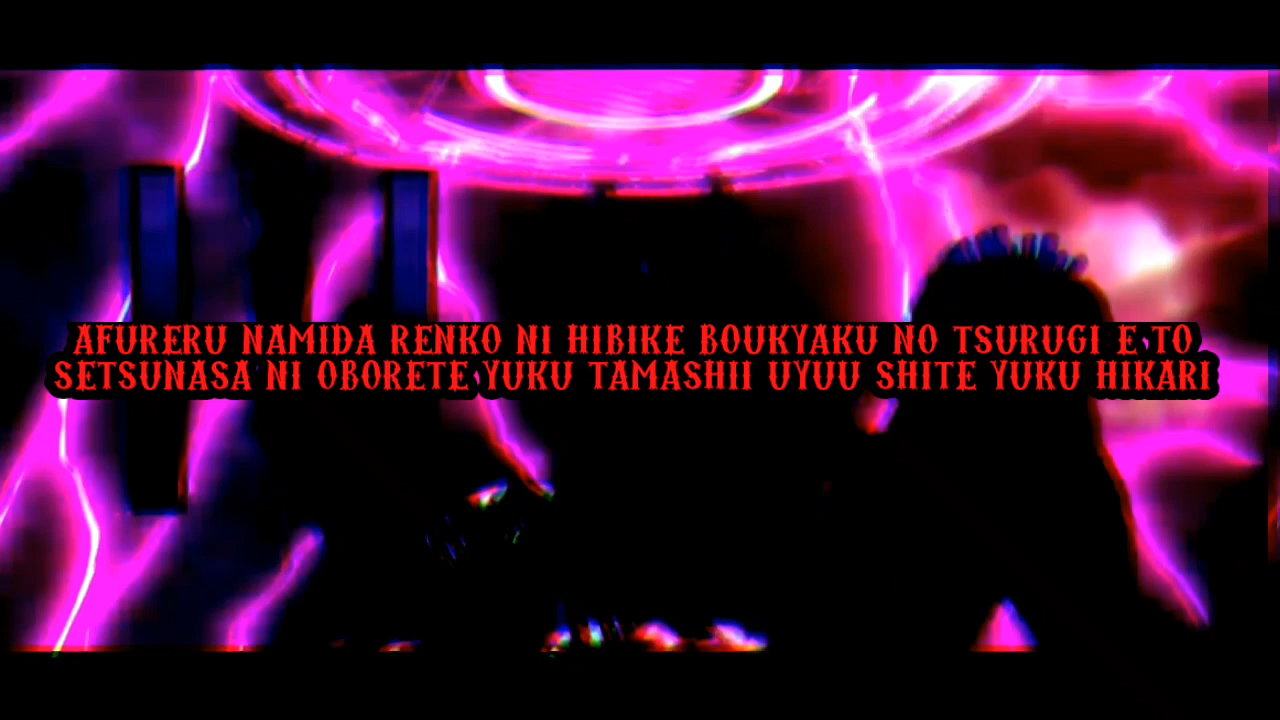 AFURERU NAMIDA RENKO NI HIBIKE BOUKYAKU NO TSURUGI E TO
SETSUNASA NI OBORETE YUKU TAMASHII UYUU SHITE YUKU HIKARI